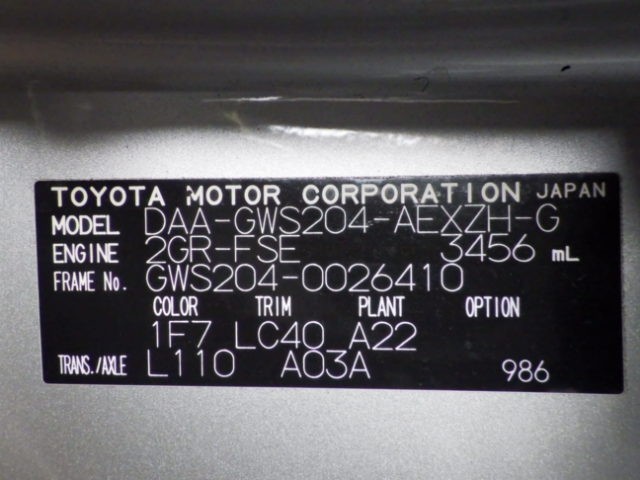 TOYOTA MOTOR CORPORATION JAPAN
MODEL DAA-GWS204-AEXZH-G
ENGINE 2GR-FSE 3456 mL
FRAME No. GWS204-0026410
COLOR TRIM PLANT OPTION
1F7 LC40 A22
TRANS./AXLE L110 A03A 986